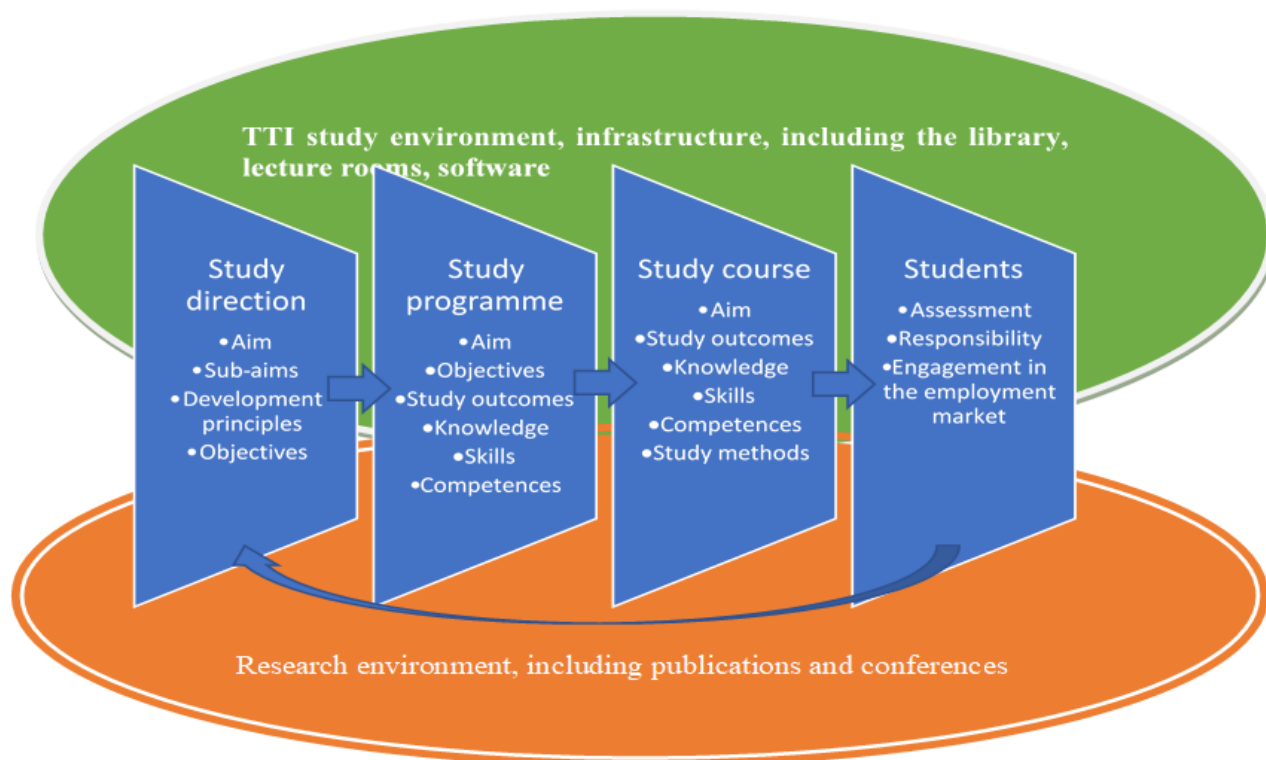 TTI study environment, infrastructure, including the library,
lecture rooms, software
Study
direction
•Aim
•Sub-aims
•Development
principles
•Objectives
Study
programme
•Aim
•Objectives
•Study outcomes
•Knowledge
•Skills
•Competences
Study course
•Aim
•Study outcomes
•Knowledge
•Skills
•Competences
•Study methods
Students
•Assessment
•Responsibility
•Engagement in
the employment
market
Research environment, including publications and conferences